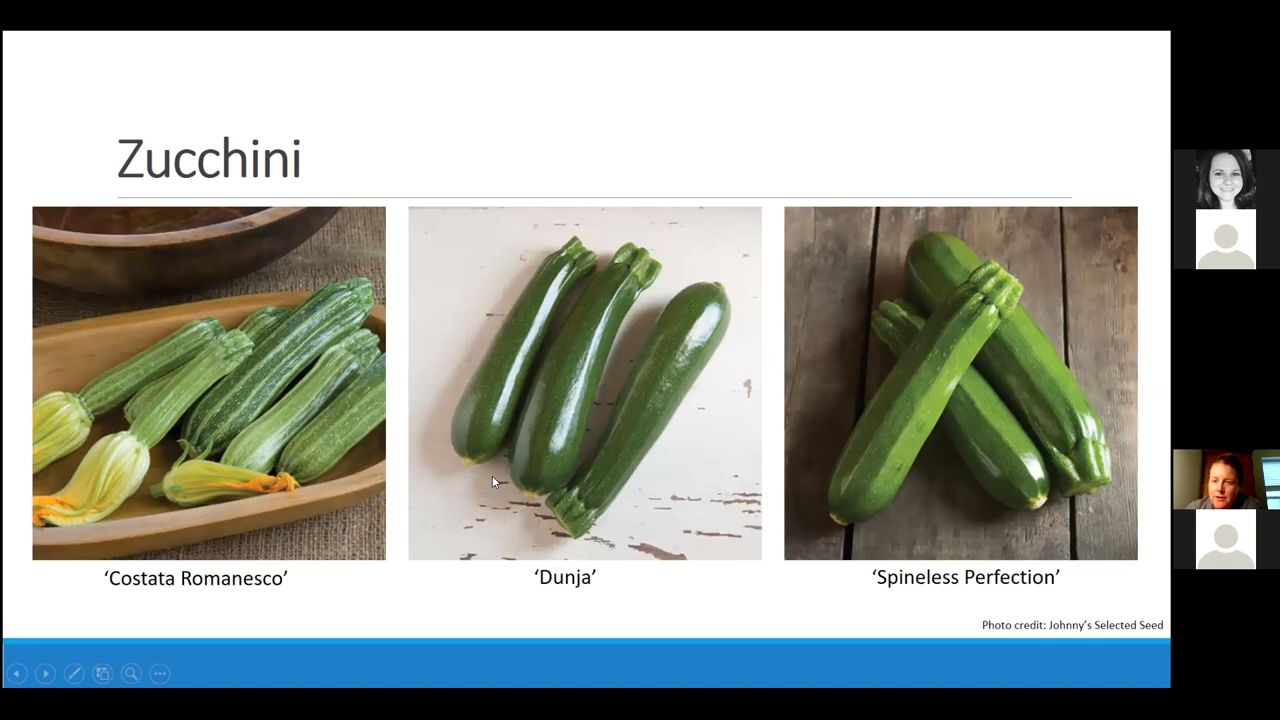 Zucchini
‘Costata Romanesco’
‘Dunja’
‘Spineless Perfection’
Photo credit: Johnny’s Selected Seed